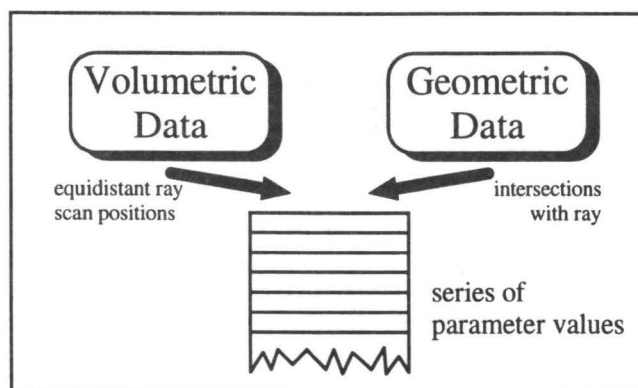 Volumetric
Data
Geometric
Data
equidistant ray
scan positions
intersections
with ray
series of
parameter values